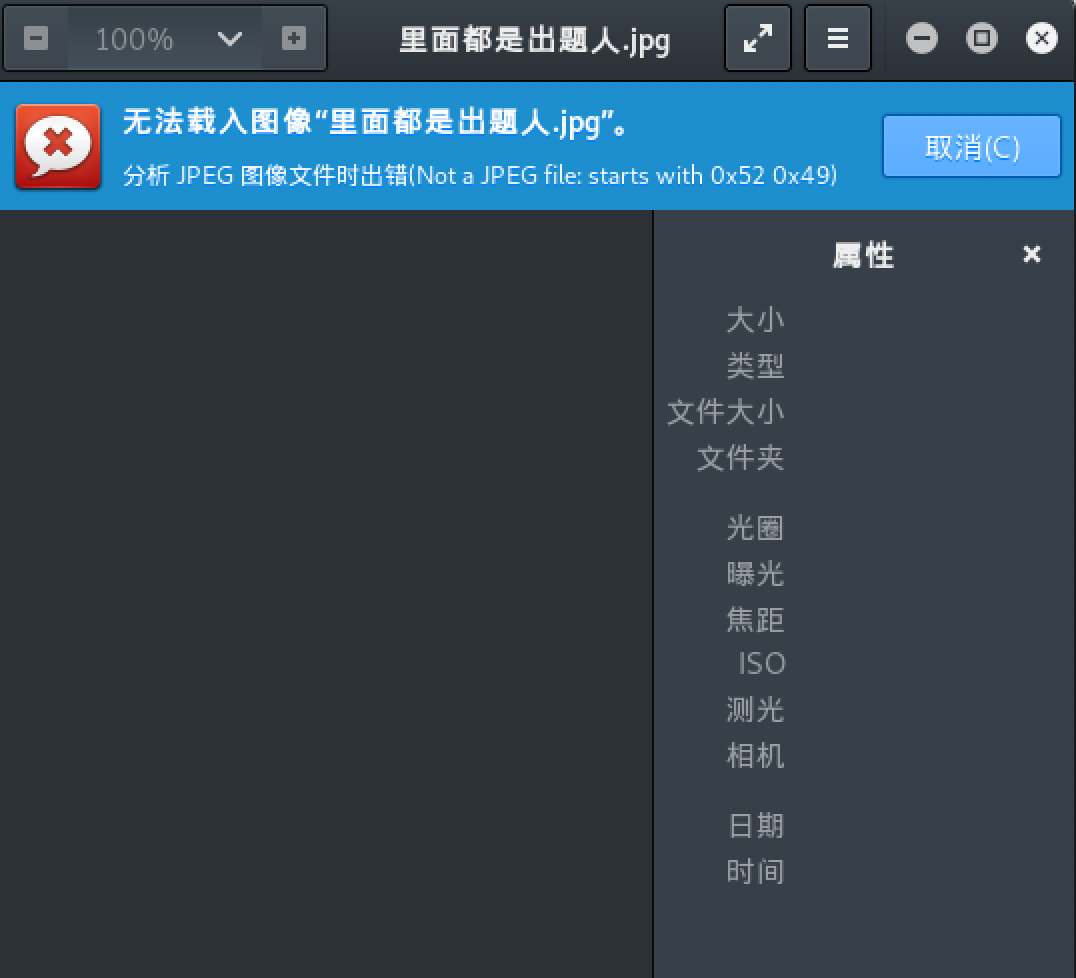 100%
里面都是出题人.jpg
无法载入图像“里面都是出题人.jpg”。
分析 JPEG 图像文件时出错(Not a JPEG file: starts with 0x52 0x49)
取消(C)
属性
大小
类型
文件大小
文件夹
光圈
曝光
焦距
ISO
测光
相机
日期
时间